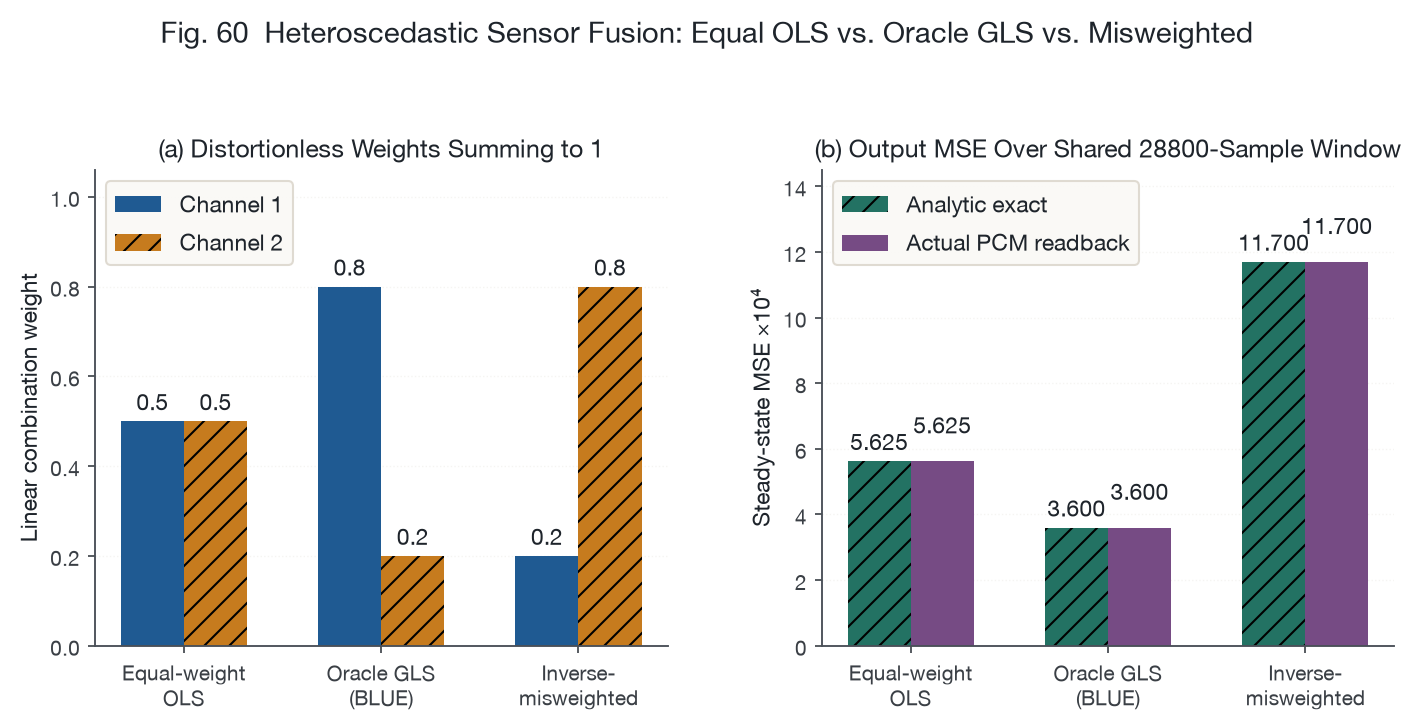 Fig. 60  Heteroscedastic Sensor Fusion: Equal OLS vs. Oracle GLS vs. Misweighted
(a) Distortionless Weights Summing to 1
Channel 1
Channel 2
Linear combination weight
1.0
0.8
0.6
0.4
0.2
0.0
0.5
0.5
0.8
0.2
0.2
0.8
Equal-weight
OLS
Oracle GLS
(BLUE)
Inverse-
misweighted
(b) Output MSE Over Shared 28800-Sample Window
Analytic exact
Actual PCM readback
Steady-state MSE ×10⁴
14
12
10
8
6
4
2
0
5.625
5.625
3.600
3.600
11.700
11.700
Equal-weight
OLS
Oracle GLS
(BLUE)
Inverse-
misweighted